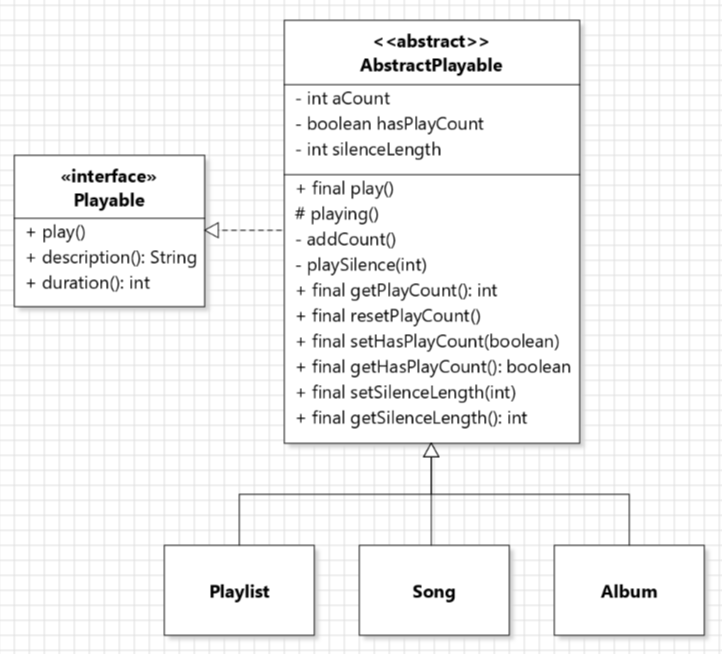 <<abstract>>
AbstractPlayable
- int aCount
- boolean hasPlayCount
- int silenceLength
+ final play()
# playing()
- addCount()
- playSilence(int)
+ final getPlayCount(): int
+ final resetPlayCount()
+ final setHasPlayCount(boolean)
+ final getHasPlayCount(): boolean
+ final setSilenceLength(int)
+ final getSilenceLength(): int
«interface»
Playable
+ play()
+ description(): String
+ duration(): int
Playlist
Song
Album